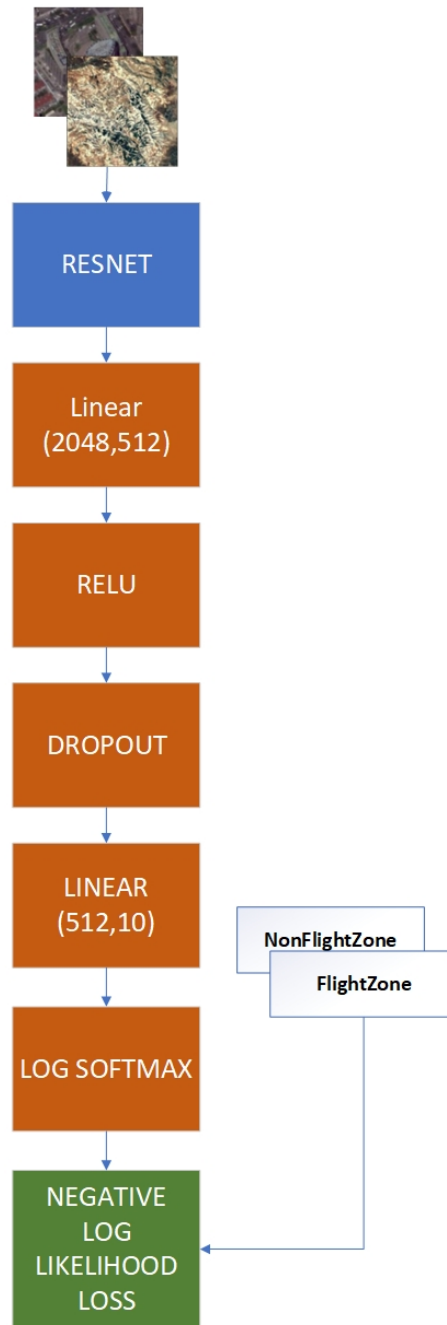 RESNET
Linear
(2048,512)
RELU
DROPOUT
LINEAR
(512,10)
NonFlightZone
FlightZone
LOG SOFTMAX
NEGATIVE
LOG
LIKELIHOOD
LOSS